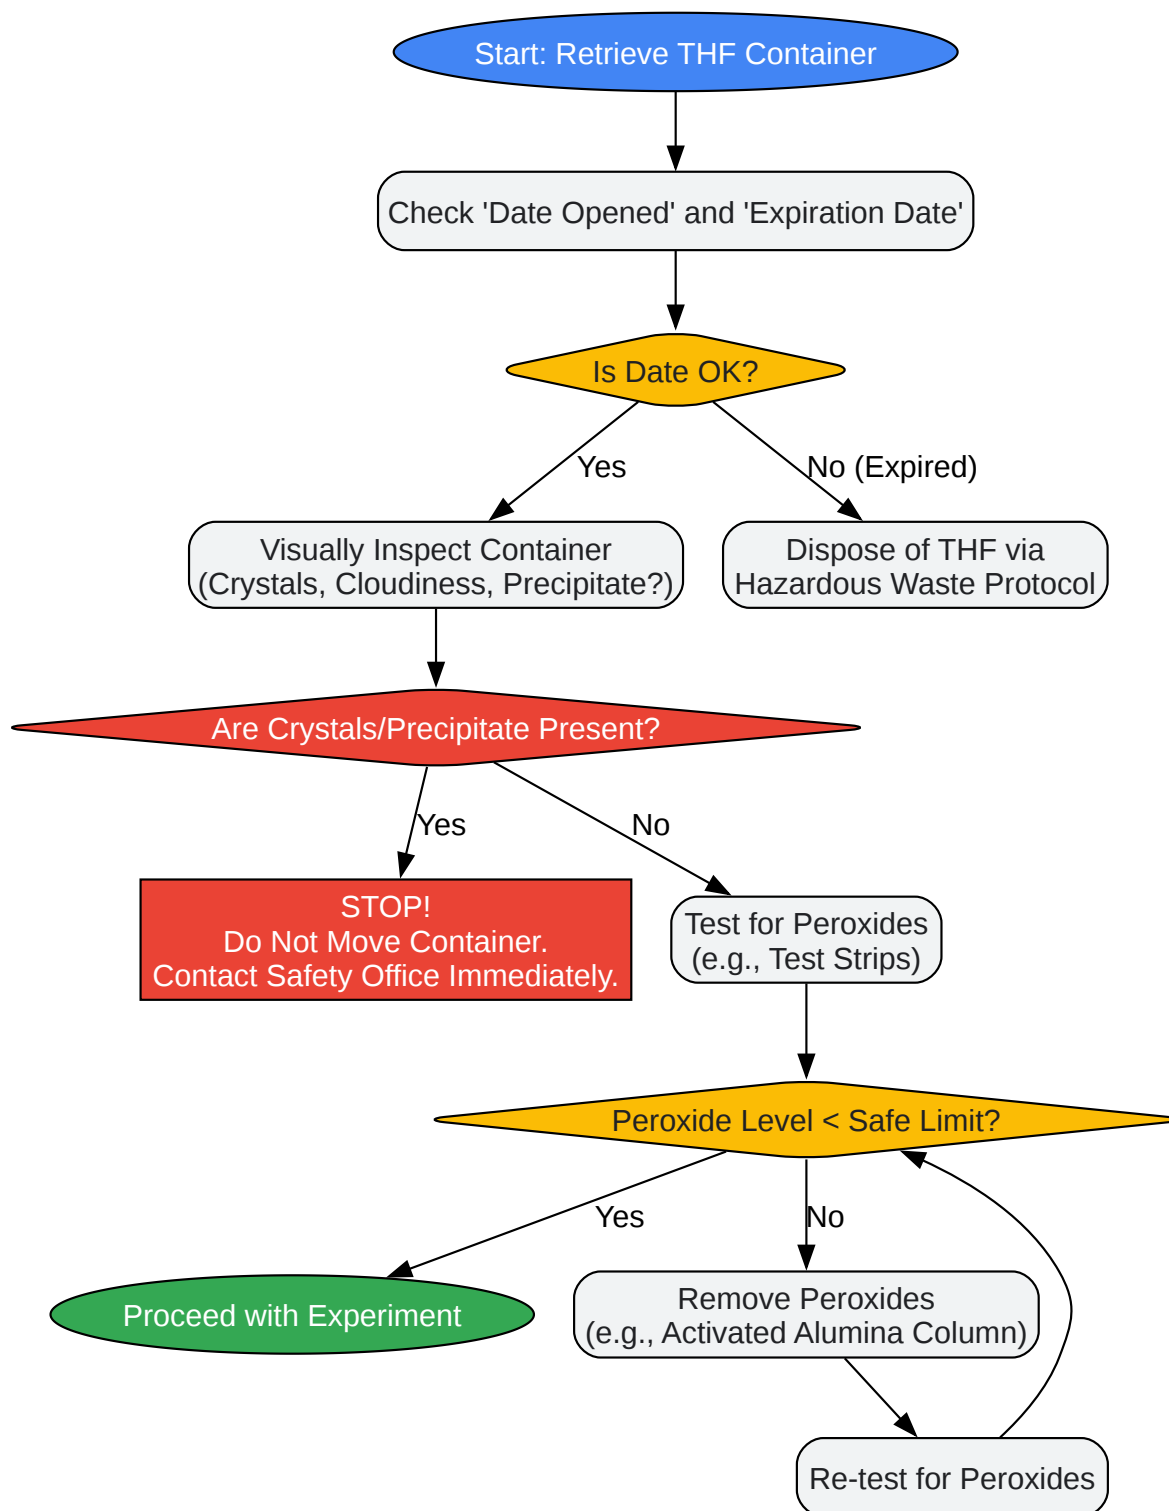 Start: Retrieve THF Container
Check 'Date Opened' and 'Expiration Date'
Is Date OK?
Yes
No (Expired)
Visually Inspect Container
(Crystals, Cloudiness, Precipitate?)
Dispose of THF via
Hazardous Waste Protocol
Are Crystals/Precipitate Present?
Yes
No
STOP!
Do Not Move Container.
Contact Safety Office Immediately.
Test for Peroxides
(e.g., Test Strips)
Peroxide Level < Safe Limit?
Yes
No
Proceed with Experiment
Remove Peroxides
(e.g., Activated Alumina Column)
Re-test for Peroxides